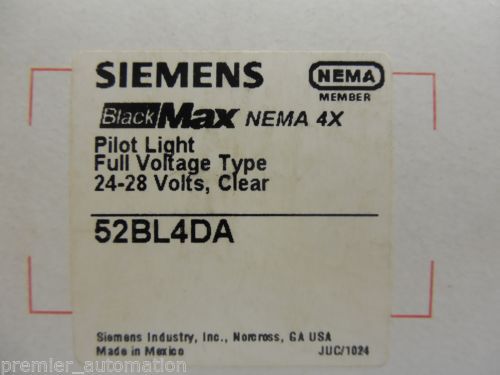 SIEMENS
NEMA
MEMBER
BlackMax NEMA 4X
Pilot Light
Full Voltage Type
24-28 Volts, Clear
52BL4DA
Siemens Industry, Inc., Norcross, GA USA
Made in Mexico JUC/1024
premier_automation